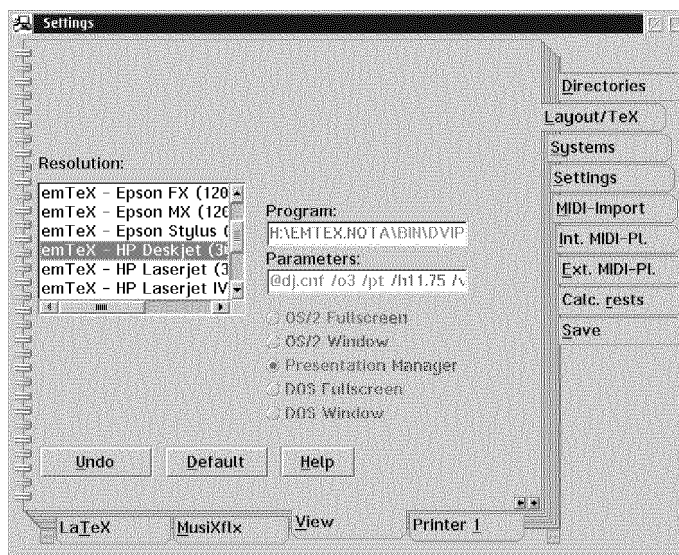 Settings
Directories
Layout/TeX
Systems
Settings
MIDI-Import
Int. MIDI-Pl.
Ext. MIDI-Pl.
Calc. rests
Save
Resolution:
emTeX - Epson FX (120
emTeX - Epson MX (120
emTeX - Epson Stylus (
emTeX - HP Deskjet (3
emTeX - HP Laserjet (3
emTeX - HP Laserjet IV
Program:
H:\EMTEX.NOTA\BIN\DVIP
Parameters:
@dj.cnf /o3 /pt /h11.75 /v
OS/2 Fullscreen
OS/2 Window
Presentation Manager
DOS Fullscreen
DOS Window
Undo
Default
Help
LaTeX
MusiXflx
View
Printer 1